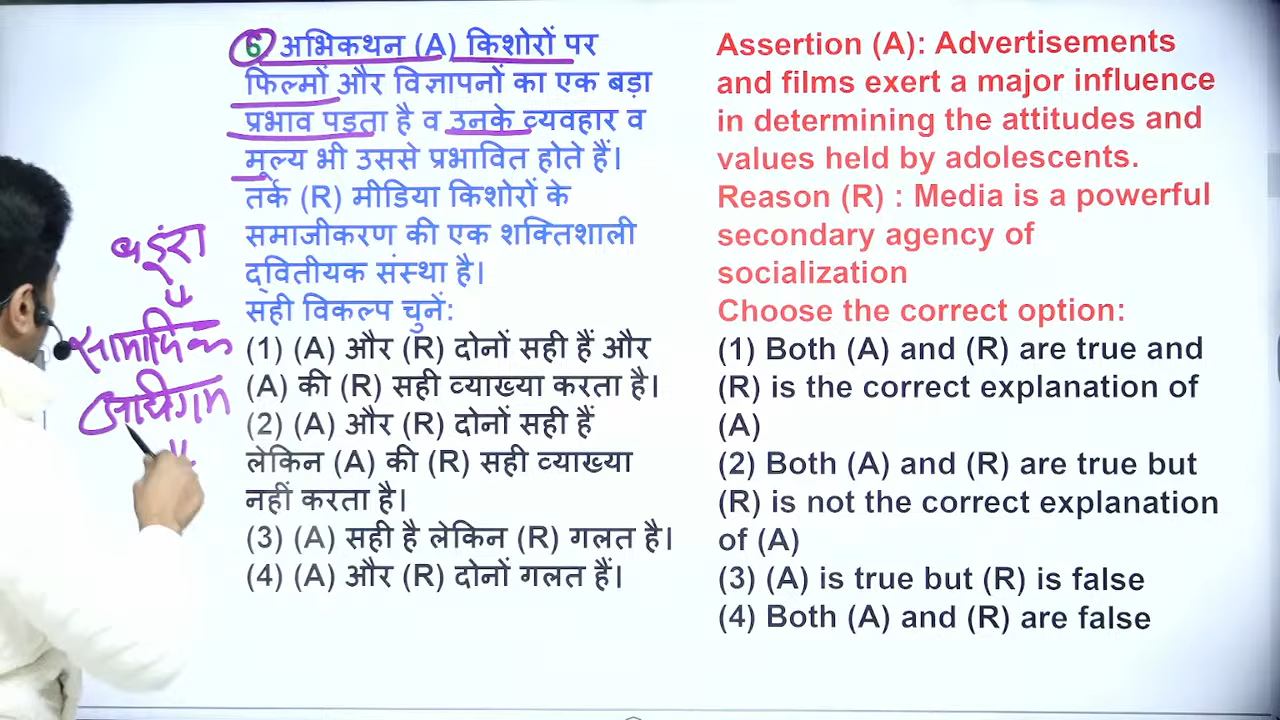 6 अभिकथन (A) किशोरों पर
फिल्मों और विज्ञापनों का एक बड़ा
प्रभाव पड़ता है व उनके व्यवहार व
मूल्य भी उससे प्रभावित होते हैं।
तर्क (R) मीडिया किशोरों के
समाजीकरण की एक शक्तिशाली
द्वितीयक संस्था है।
सही विकल्प चुनें:
(1) (A) और (R) दोनों सही हैं और
(A) की (R) सही व्याख्या करता है।
(2) (A) और (R) दोनों सही हैं
लेकिन (A) की (R) सही व्याख्या
नहीं करता है।
(3) (A) सही है लेकिन (R) गलत है।
(4) (A) और (R) दोनों गलत हैं।
Assertion (A): Advertisements
and films exert a major influence
in determining the attitudes and
values held by adolescents.
Reason (R) : Media is a powerful
secondary agency of
socialization
Choose the correct option:
(1) Both (A) and (R) are true and
(R) is the correct explanation of
(A)
(2) Both (A) and (R) are true but
(R) is not the correct explanation
of (A)
(3) (A) is true but (R) is false
(4) Both (A) and (R) are false
बडूंरा
सामाजिक
अधिगम